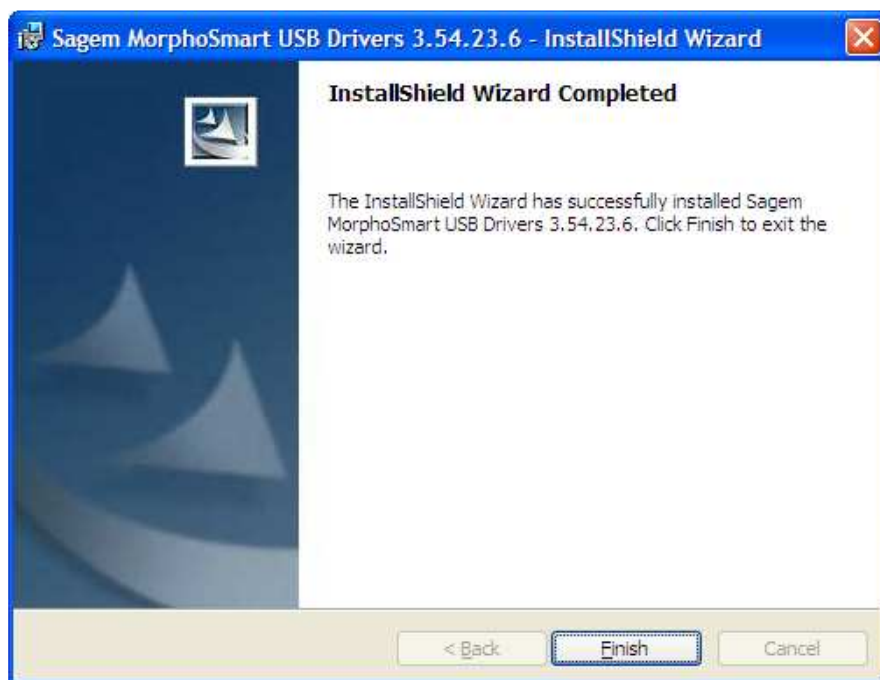 Sagem MorphoSmart USB Drivers 3.54.23.6 - InstallShield Wizard
InstallShield Wizard Completed
The InstallShield Wizard has successfully installed Sagem
MorphoSmart USB Drivers 3.54.23.6. Click Finish to exit the
wizard.
< Back
Finish
Cancel